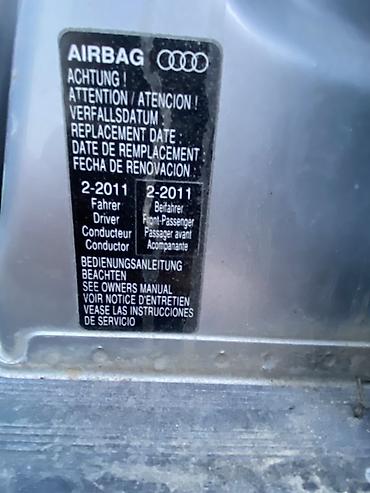 AIRBAG
ACHTUNG !
ATTENTION / ATENCION !
VERFALLSDATUM :
REPLACEMENT DATE :
DATE DE REMPLACEMENT :
FECHA DE RENOVACION :
2-2011 2-2011
Fahrer Beifahrer
Driver Front-Passenger
Conducteur Passager avant
Conductor Acompanante
BEDIENUNGSANLEITUNG
BEACHTEN
SEE OWNERS MANUAL
VOIR NOTICE D'ENTRETIEN
VEASE LAS INSTRUCCIONES
DE SERVICIO